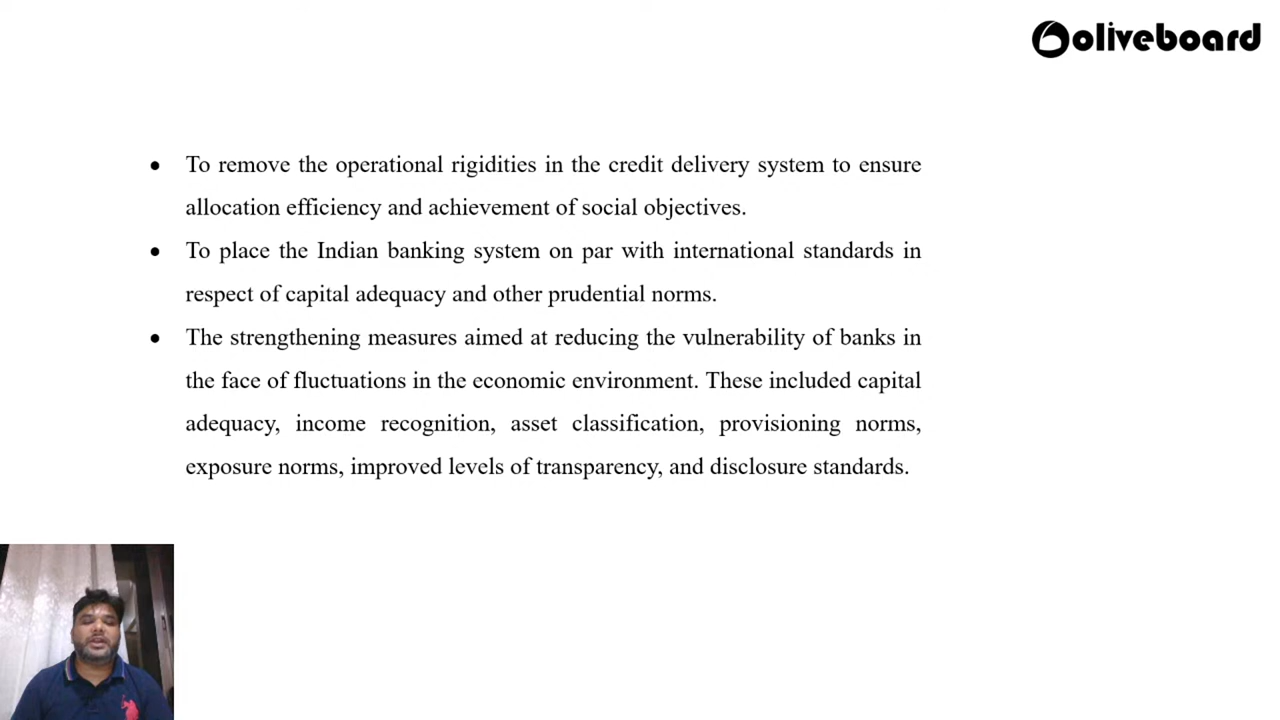 oliveboard
• To remove the operational rigidities in the credit delivery system to ensure
allocation efficiency and achievement of social objectives.
• To place the Indian banking system on par with international standards in
respect of capital adequacy and other prudential norms.
• The strengthening measures aimed at reducing the vulnerability of banks in
the face of fluctuations in the economic environment. These included capital
adequacy, income recognition, asset classification, provisioning norms,
exposure norms, improved levels of transparency, and disclosure standards.